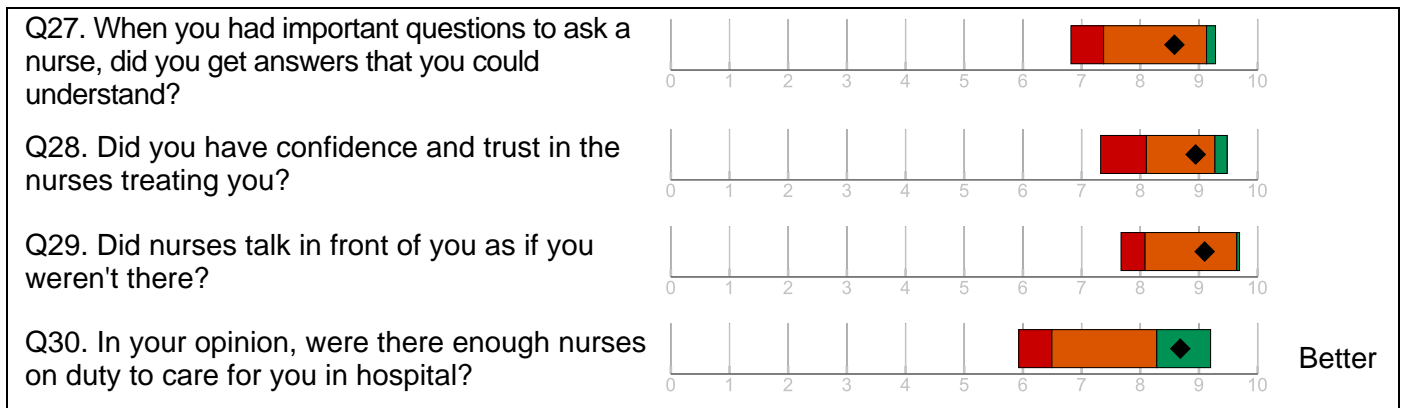 Q27. When you had important questions to ask a
nurse, did you get answers that you could
understand?
0 1 2 3 4 5 6 7 8 9 10
Q28. Did you have confidence and trust in the
nurses treating you?
0 1 2 3 4 5 6 7 8 9 10
Q29. Did nurses talk in front of you as if you
weren't there?
0 1 2 3 4 5 6 7 8 9 10
Q30. In your opinion, were there enough nurses
on duty to care for you in hospital?
0 1 2 3 4 5 6 7 8 9 10
Better